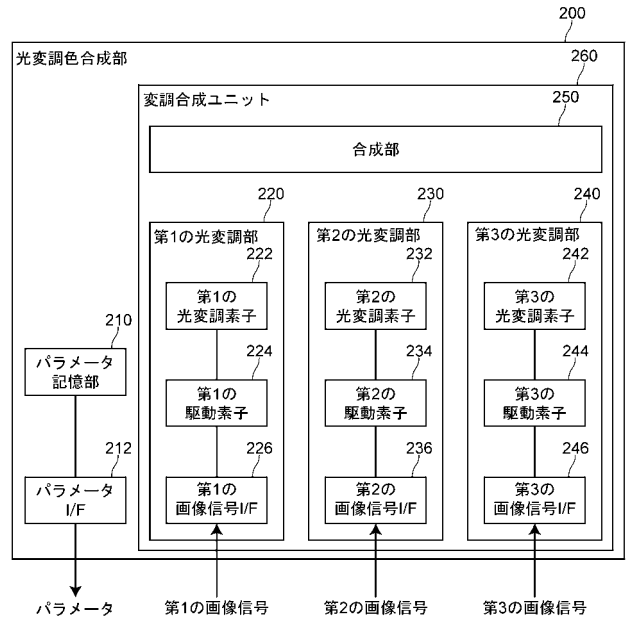 200
光変調色合成部
260
変調合成ユニット
250
合成部
220
230
240
第1の光変調部
第2の光変調部
第3の光変調部
222
232
242
第1の
光変調素子
第2の
光変調素子
第3の
光変調素子
210
パラメータ
記憶部
224
234
244
第1の
駆動素子
第2の
駆動素子
第3の
駆動素子
212
パラメータ
I/F
226
236
246
第1の
画像信号I/F
第2の
画像信号I/F
第3の
画像信号I/F
パラメータ
第1の画像信号
第2の画像信号
第3の画像信号